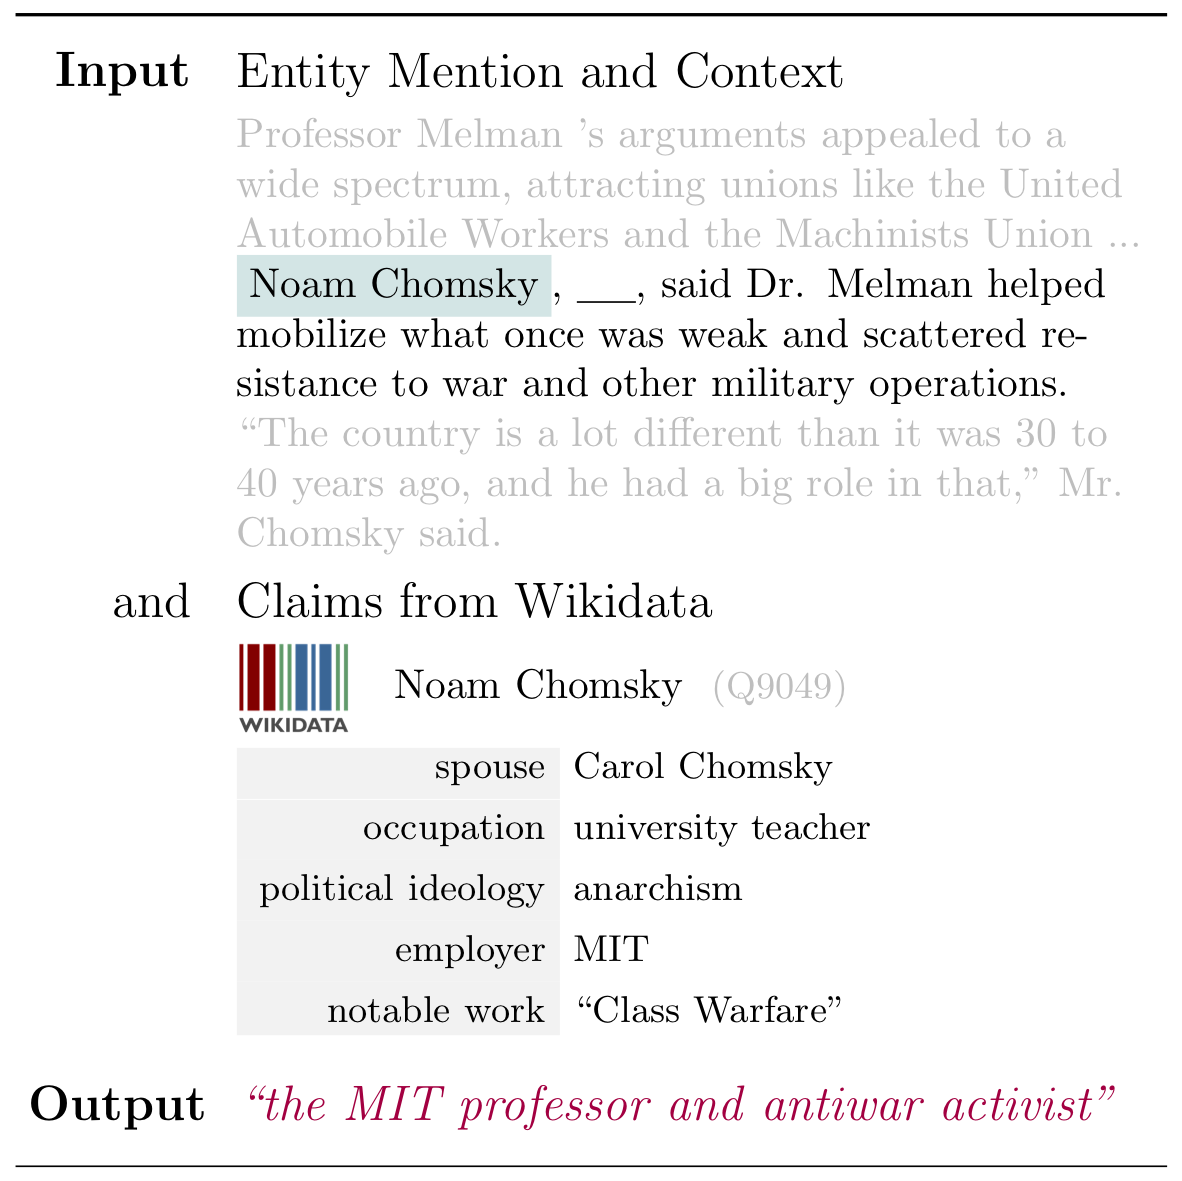 Input Entity Mention and Context
Professor Melman 's arguments appealed to a
wide spectrum, attracting unions like the United
Automobile Workers and the Machinists Union ...
Noam Chomsky , ___, said Dr. Melman helped
mobilize what once was weak and scattered re-
sistance to war and other military operations.
“The country is a lot different than it was 30 to
40 years ago, and he had a big role in that,” Mr.
Chomsky said.
and Claims from Wikidata
WIKIDATA Noam Chomsky (Q9049)
spouse Carol Chomsky
occupation university teacher
political ideology anarchism
employer MIT
notable work “Class Warfare”
Output “the MIT professor and antiwar activist”